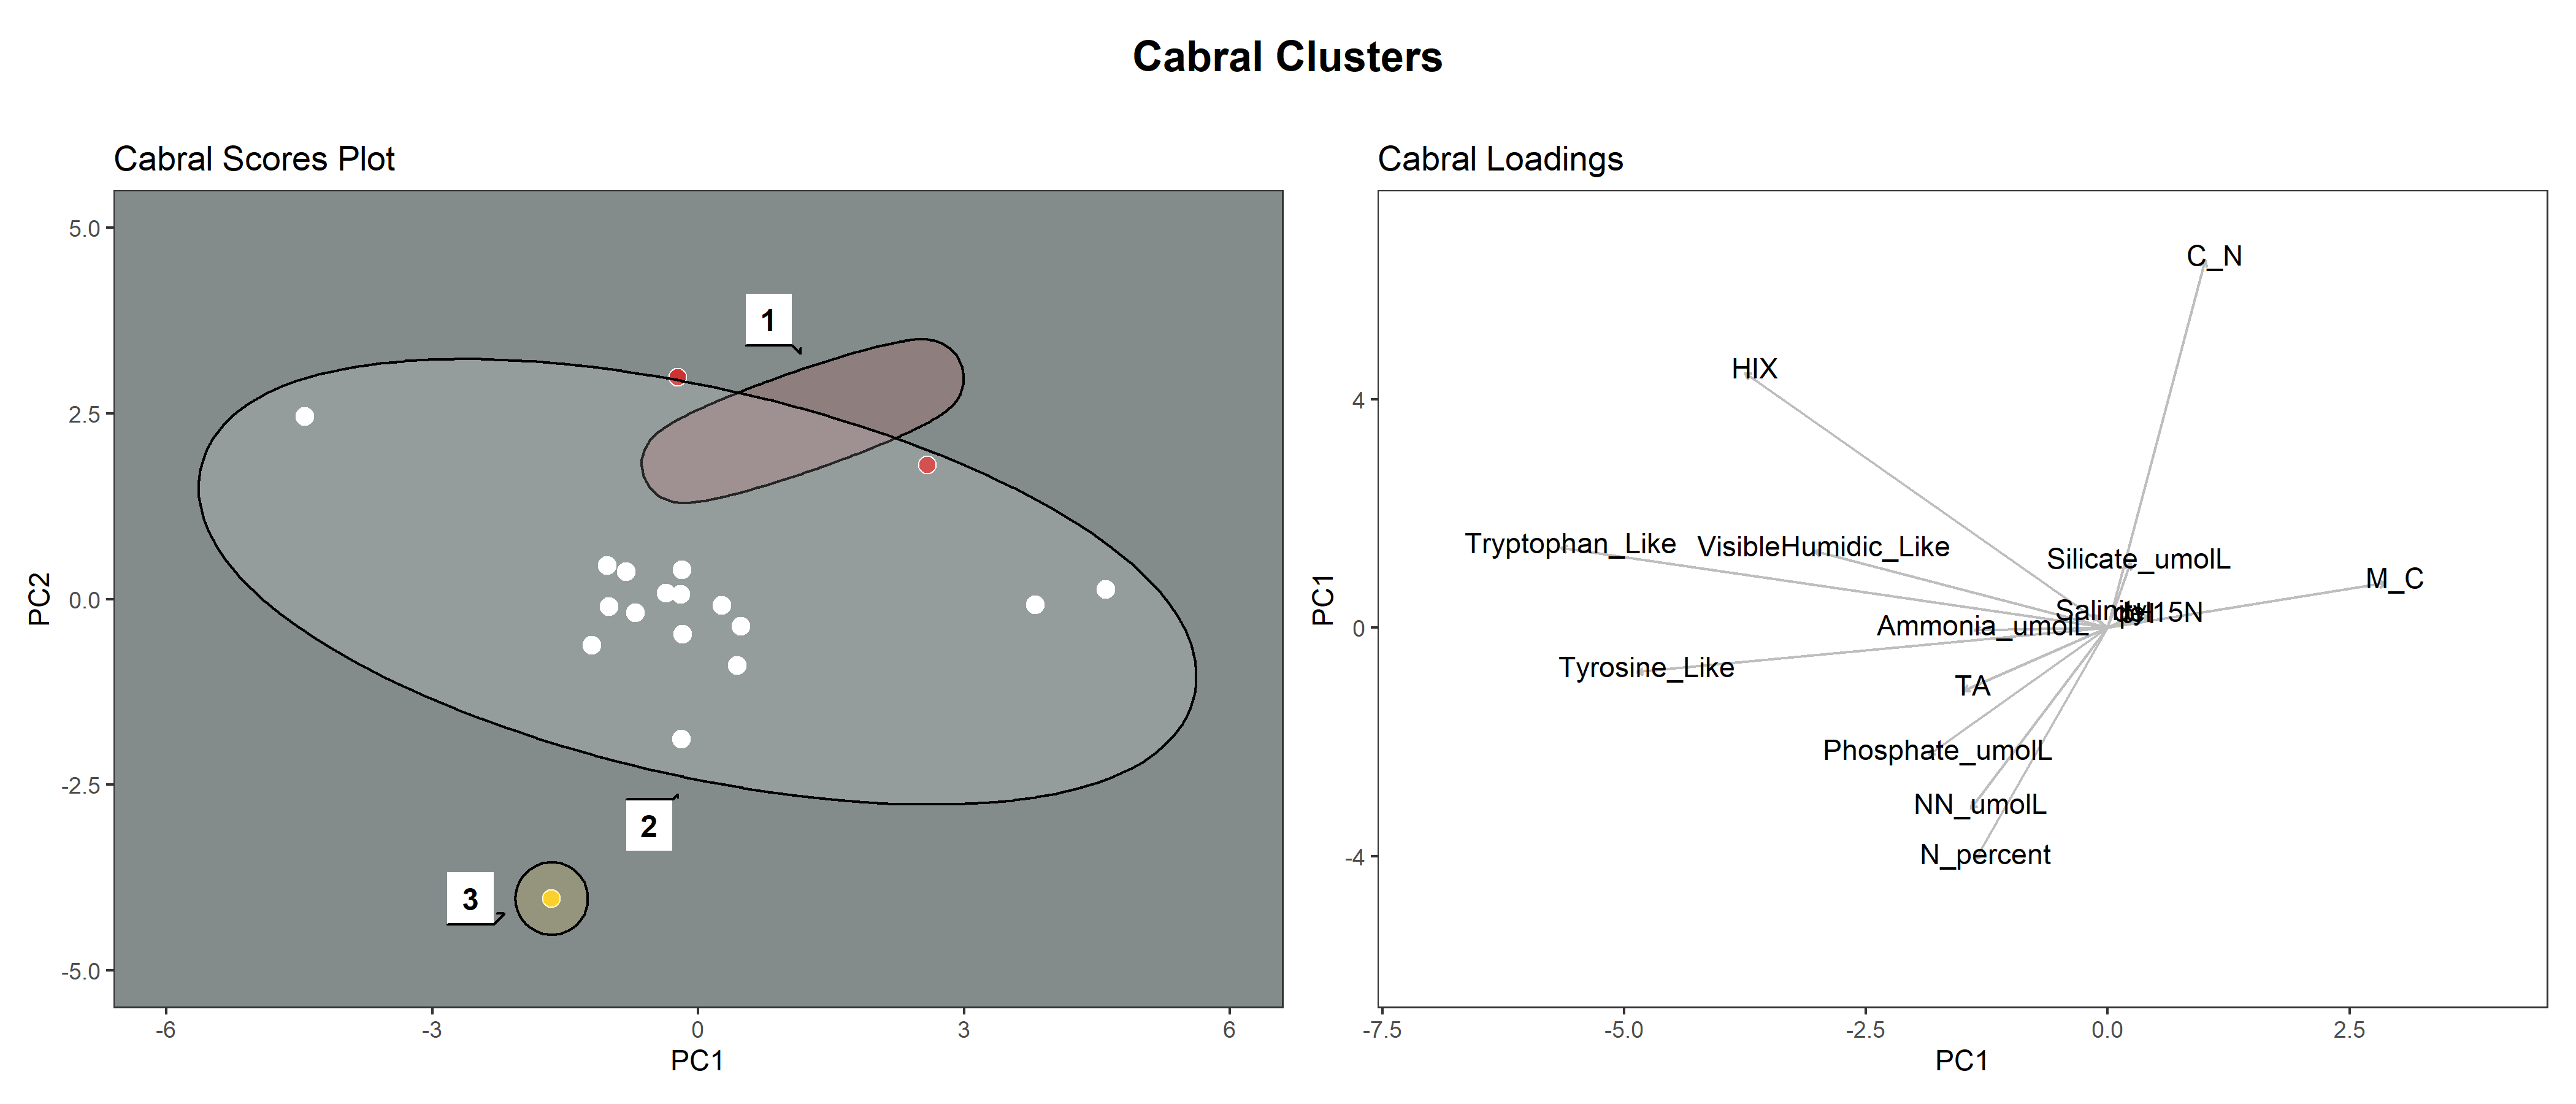 Cabral Clusters
Cabral Scores Plot
5.0
2.5
0.0
-2.5
-5.0
PC2
1
2
3
-6
-3
0
3
6
PC1
Cabral Loadings
4
0
-4
PC1
C_N
HIX
Tryptophan_Like
VisibleHumidic_Like
Silicate_umolL
M_C
Salinity
Ammonia_umolL
Tyrosine_Like
TA
Phosphate_umolL
NN_umolL
N_percent
-7.5
-5.0
-2.5
0.0
2.5
PC1